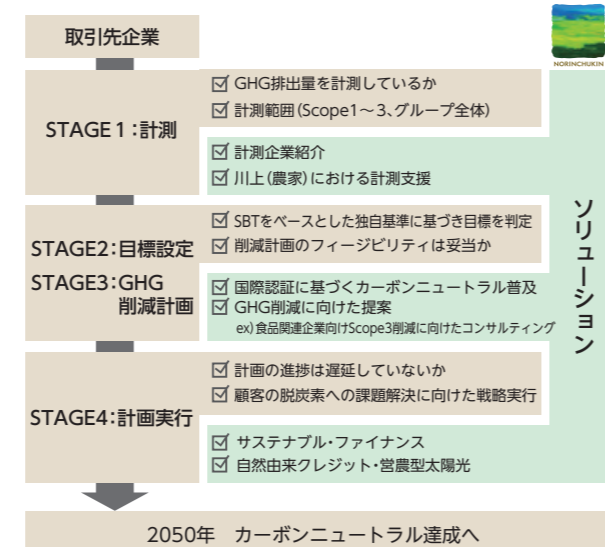 取引先企業
NORINCHUKIN
STAGE1：計測
☑ GHG排出量を計測しているか
☑ 計測範囲（Scope1～3、グループ全体）
☑ 計測企業紹介
☑ 川上（農家）における計測支援
STAGE2：目標設定
STAGE3：GHG
削減計画
☑ SBTをベースとした独自基準に基づき目標を判定
☑ 削減計画のフィージビリティは妥当か
☑ 国際認証に基づくカーボンニュートラル普及
☑ GHG削減に向けた提案
ex）食品関連企業向けScope3削減に向けたコンサルティング
STAGE4：計画実行
☑ 計画の進捗は遅延していないか
☑ 顧客の脱炭素への課題解決に向けた戦略実行
☑ サステナブル・ファイナンス
☑ 自然由来クレジット・営農型太陽光
ソリューション
2050年　カーボンニュートラル達成へ